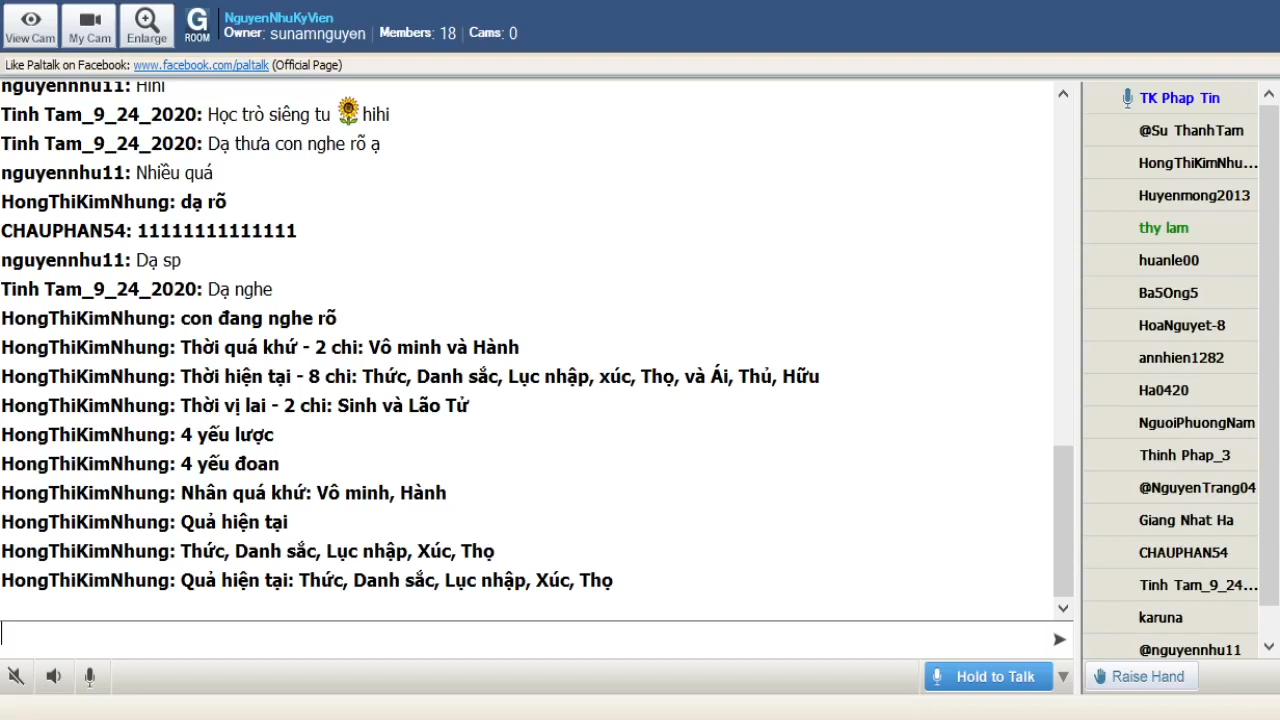 View Cam
My Cam
Enlarge
G
ROOM
NguyenNhuKyVien
Owner: sunamnguyen | Members: 18 | Cams: 0
Like Paltalk on Facebook: www.facebook.com/paltalk (Official Page)
nguyennhu11: Hihi
Tinh Tam_9_24_2020: Học trò siêng tu hihi
Tinh Tam_9_24_2020: Dạ thưa con nghe rõ ạ
nguyennhu11: Nhiều quá
HongThiKimNhung: dạ rõ
CHAUPHAN54: 11111111111111
nguyennhu11: Dạ sp
Tinh Tam_9_24_2020: Dạ nghe
HongThiKimNhung: con đang nghe rõ
HongThiKimNhung: Thời quá khứ - 2 chi: Vô minh và Hành
HongThiKimNhung: Thời hiện tại - 8 chi: Thức, Danh sắc, Lục nhập, xúc, Thọ, và Ái, Thủ, Hữu
HongThiKimNhung: Thời vị lai - 2 chi: Sinh và Lão Tử
HongThiKimNhung: 4 yếu lược
HongThiKimNhung: 4 yếu đoan
HongThiKimNhung: Nhân quá khứ: Vô minh, Hành
HongThiKimNhung: Quả hiện tại
HongThiKimNhung: Thức, Danh sắc, Lục nhập, Xúc, Thọ
HongThiKimNhung: Quả hiện tại: Thức, Danh sắc, Lục nhập, Xúc, Thọ
TK Phap Tin
@Su ThanhTam
HongThiKimNhu...
Huyenmong2013
thy lam
huanle00
Ba5Ong5
HoaNguyet-8
annhien1282
Ha0420
NguoiPhuongNam
Thinh Phap_3
@NguyenTrang04
Giang Nhat Ha
CHAUPHAN54
Tinh Tam_9_24...
karuna
@nguyennhu11
Hold to Talk
Raise Hand